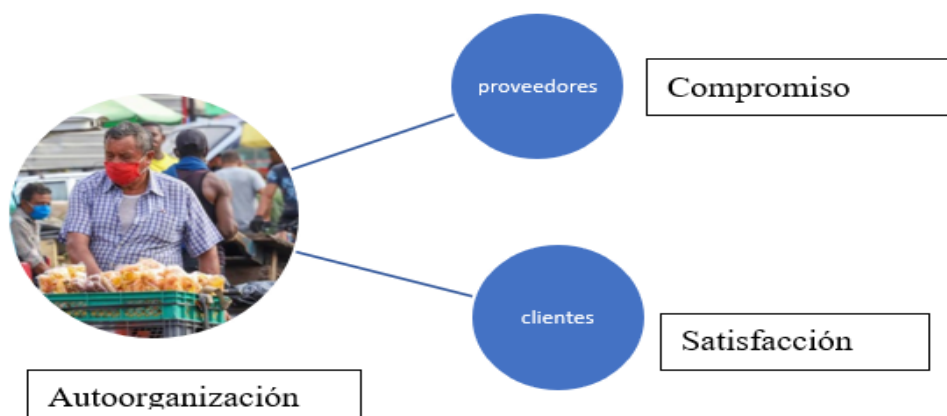 proveedores
Compromiso
clientes
Satisfacción
Autoorganización